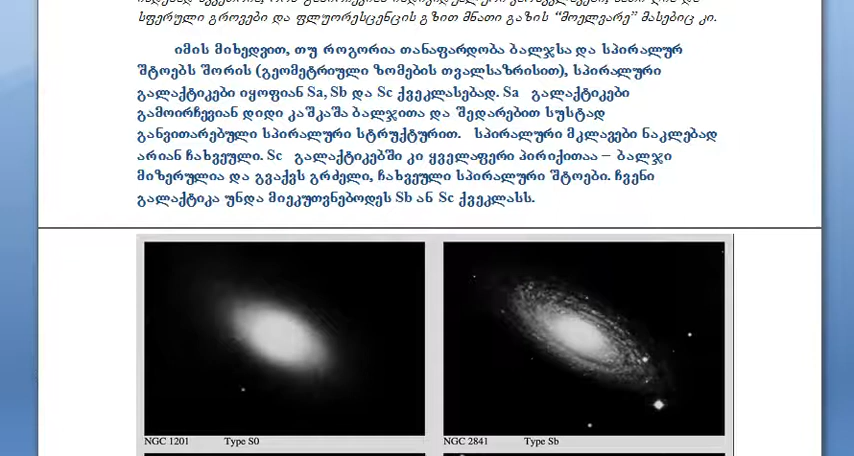 სფერული გროვები და ფლუორესცენცის გზით მნათი გაზის “მოელვარე” მასებიც კი.
იმის მიხედვით, თუ როგორია თანაფარდობა ბალჯსა და სპირალურ
შტოებს შორის (გეომეტრიული ზომების თვალსაზრისით), სპირალური
გალაქტიკები იყოფიან Sa, Sb და Sc ქვეკლასებად. Sa გალაქტიკები
გამოირჩევიან დიდი კაშკაშა ბალჯითა და შედარებით სუსტად
განვითარებული სპირალური სტრუქტურით. სპირალური მკლავები ნაკლებად
არიან ჩახვეული. Sc გალაქტიკებში კი ყველაფერი პირიქითაა – ბალჯი
მიზერულია და გვაქვს გრძელი, ჩახვეული სპირალური შტოები. ჩვენი
გალაქტიკა უნდა მიეკუთვნებოდეს Sb ან Sc ქვეკლასს.
NGC 1201 Type S0 NGC 2841 Type Sb